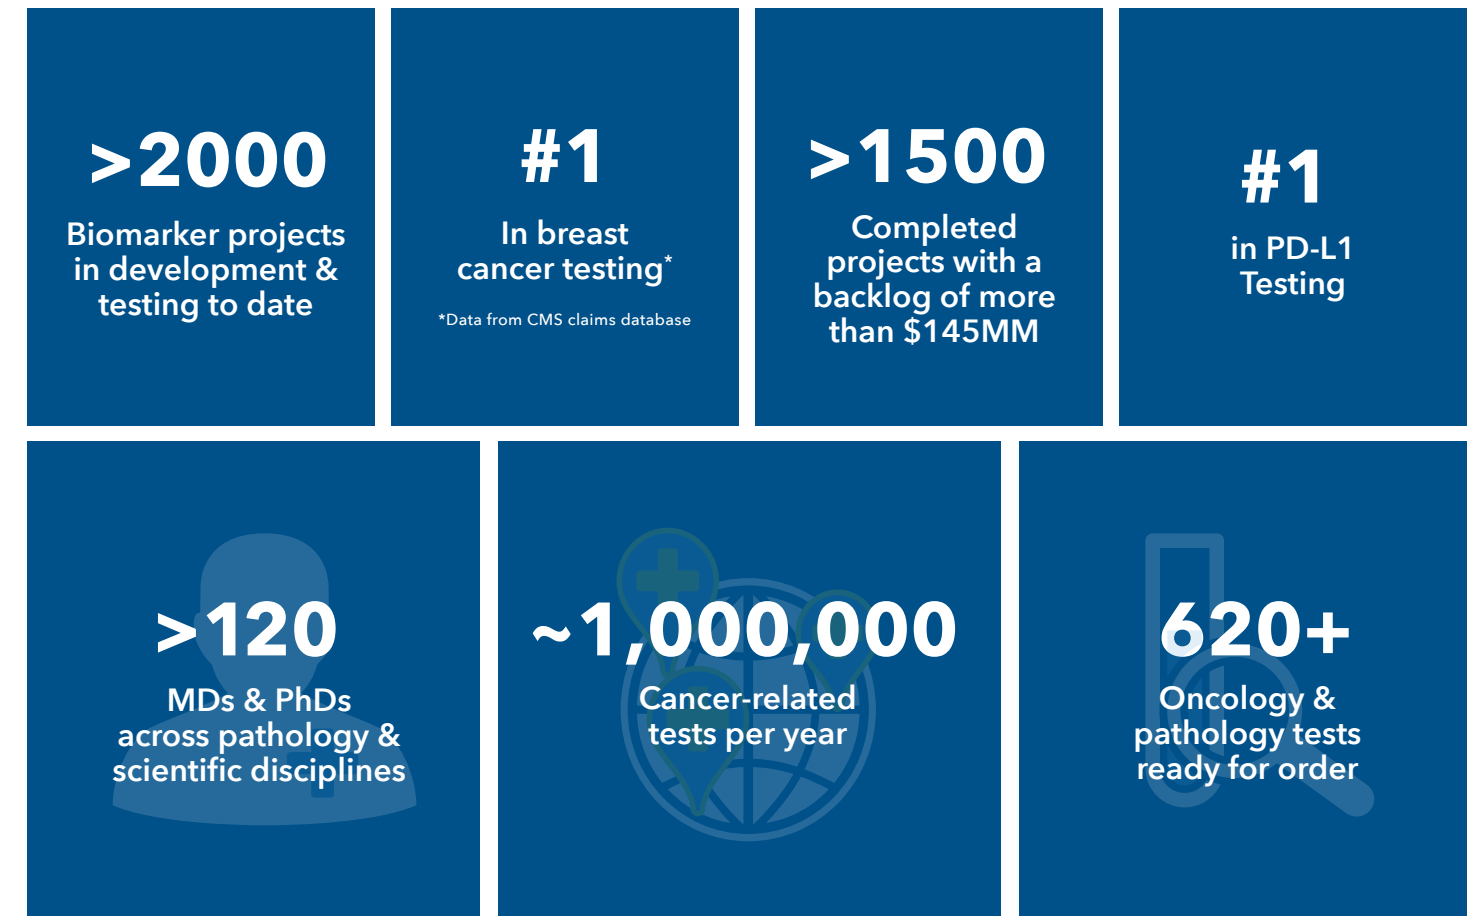 >2000
Biomarker projects
in development &
testing to date
#1
In breast
cancer testing*
*Data from CMS claims database
>1500
Completed
projects with a
backlog of more
than $145MM
#1
in PD-L1
Testing
>120
MDs & PhDs
across pathology &
scientific disciplines
~1,000,000
Cancer-related
tests per year
620+
Oncology &
pathology tests
ready for order